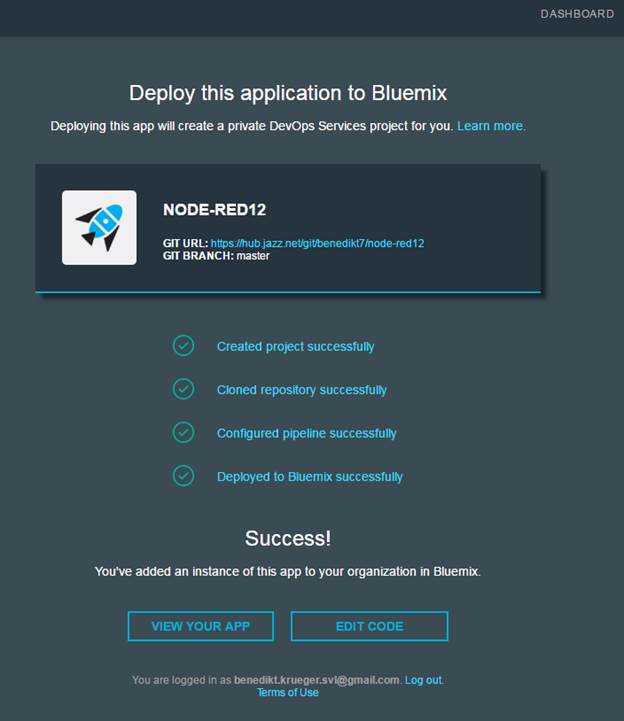 DASHBOARD
Deploy this application to Bluemix
Deploying this app will create a private DevOps Services project for you. Learn more.
NODE-RED12
GIT URL: https://hub.jazz.net/git/benedikt7/node-red12
GIT BRANCH: master
Created project successfully
Cloned repository successfully
Configured pipeline successfully
Deployed to Bluemix successfully
Success!
You've added an instance of this app to your organization in Bluemix.
VIEW YOUR APP
EDIT CODE
You are logged in as benedikt.krueger.svl@gmail.com. Log out.
Terms of Use